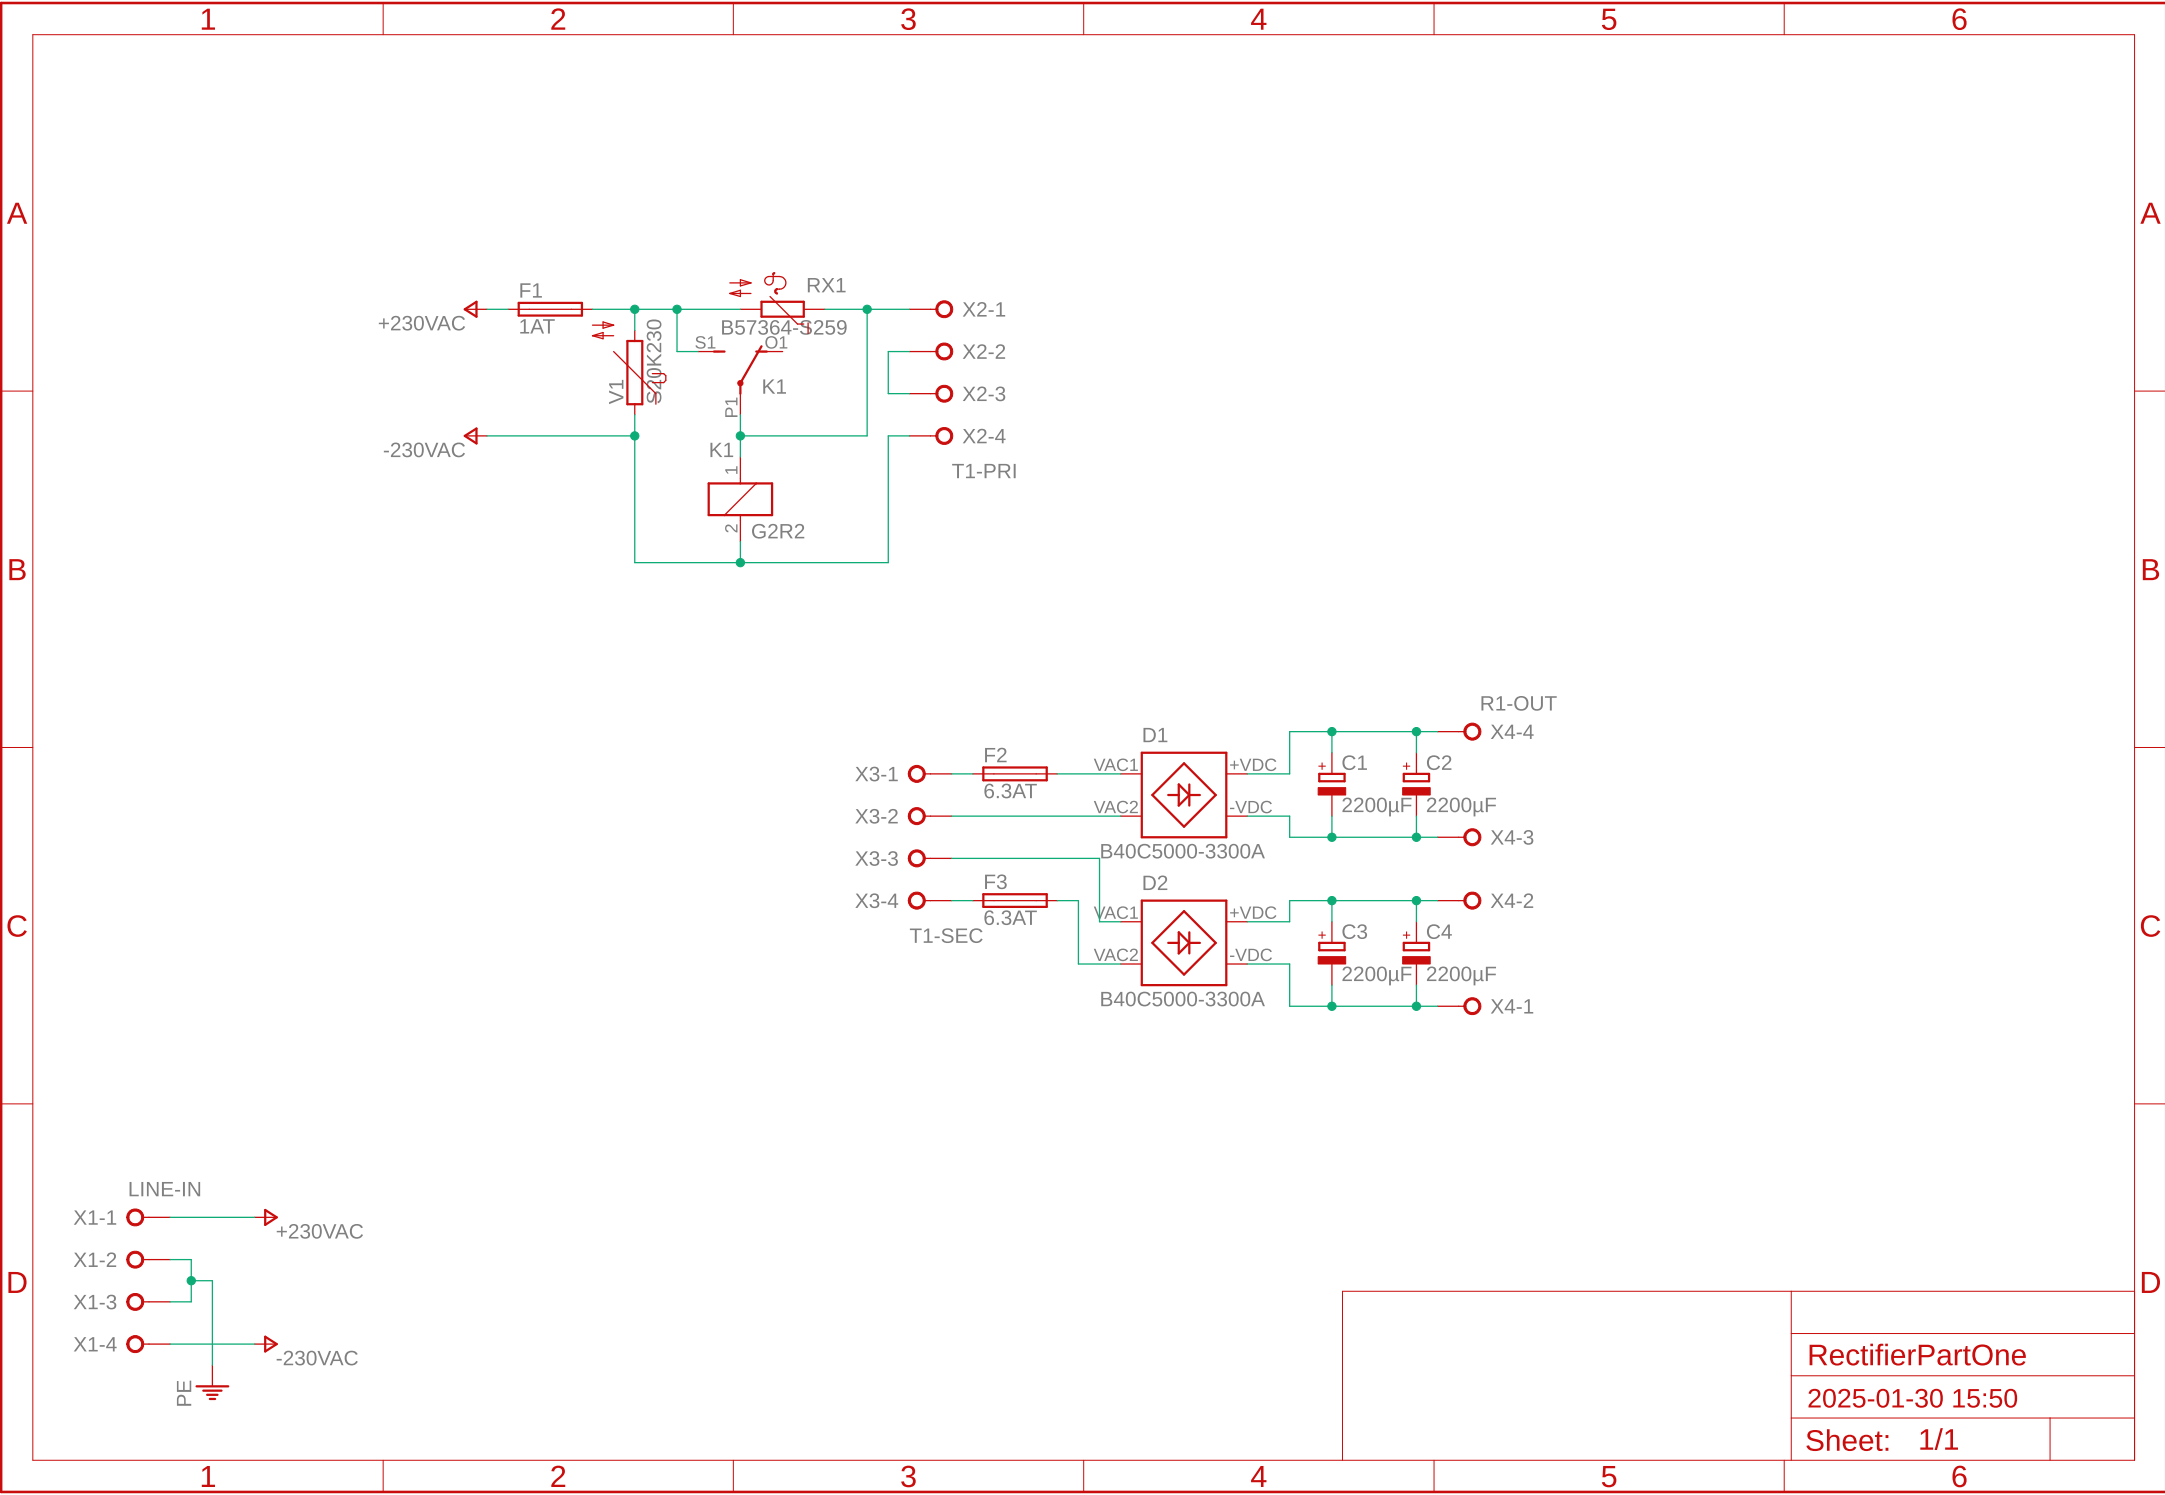 1 2 3 4 5 6
A A
F1
1AT
+230VAC
RX1
B57364-S259
X2-1
S1 O1
X2-2
V1
S20K230
K1
X2-3
P1
-230VAC
X2-4
K1
1
T1-PRI
2
G2R2
B B
R1-OUT
X4-4
D1
F2
X3-1
6.3AT
VAC1 +VDC
C1 C2
X3-2
VAC2 -VDC
2200µF 2200µF
X4-3
X3-3
B40C5000-3300A
F3
D2
X3-4
6.3AT
X4-2
VAC1 +VDC
T1-SEC
C3 C4
C C
VAC2 -VDC
2200µF 2200µF
B40C5000-3300A
X4-1
LINE-IN
X1-1
+230VAC
X1-2
D D
X1-3
X1-4
-230VAC
PE
RectifierPartOne
2025-01-30 15:50
Sheet: 1/1
1 2 3 4 5 6